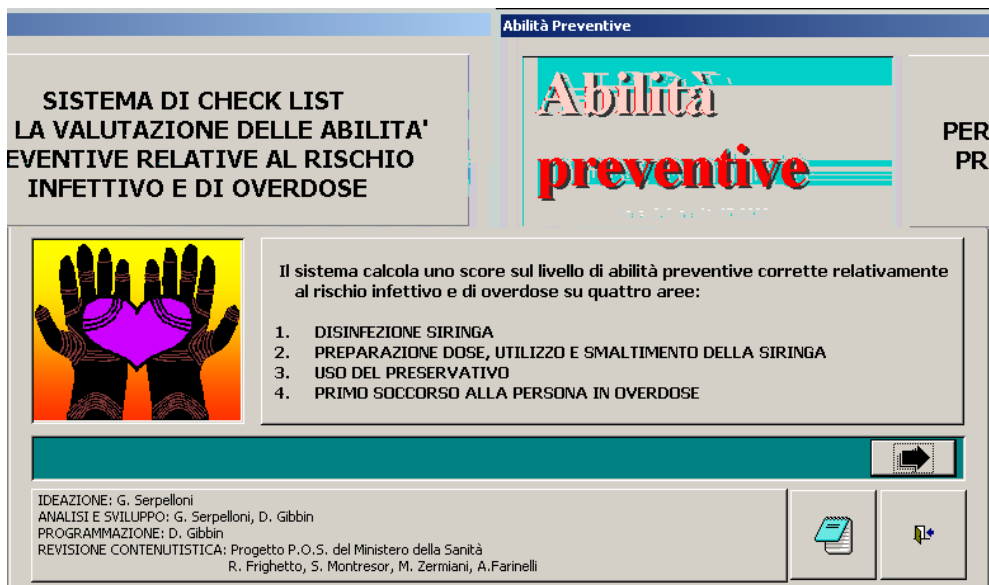 Abilità Preventive
SISTEMA DI CHECK LIST
LA VALUTAZIONE DELLE ABILITA'
EVENTIVE RELATIVE AL RISCHIO
INFETTIVO E DI OVERDOSE
Abilità
preventive
PER
PR
Il sistema calcola uno score sul livello di abilità preventive corrette relativamente
al rischio infettivo e di overdose su quattro aree:
1. DISINFEZIONE SIRINGA
2. PREPARAZIONE DOSE, UTILIZZO E SMALTIMENTO DELLA SIRINGA
3. USO DEL PRESERVATIVO
4. PRIMO SOCCORSO ALLA PERSONA IN OVERDOSE
IDEAZIONE: G. Serpelloni
ANALISI E SVILUPPO: G. Serpelloni, D. Gibbin
PROGRAMMAZIONE: D. Gibbin
REVISIONE CONTENUTISTICA: Progetto P.O.S. del Ministero della Sanità
R. Frighetto, S. Montresor, M. Zermiani, A.Farinelli